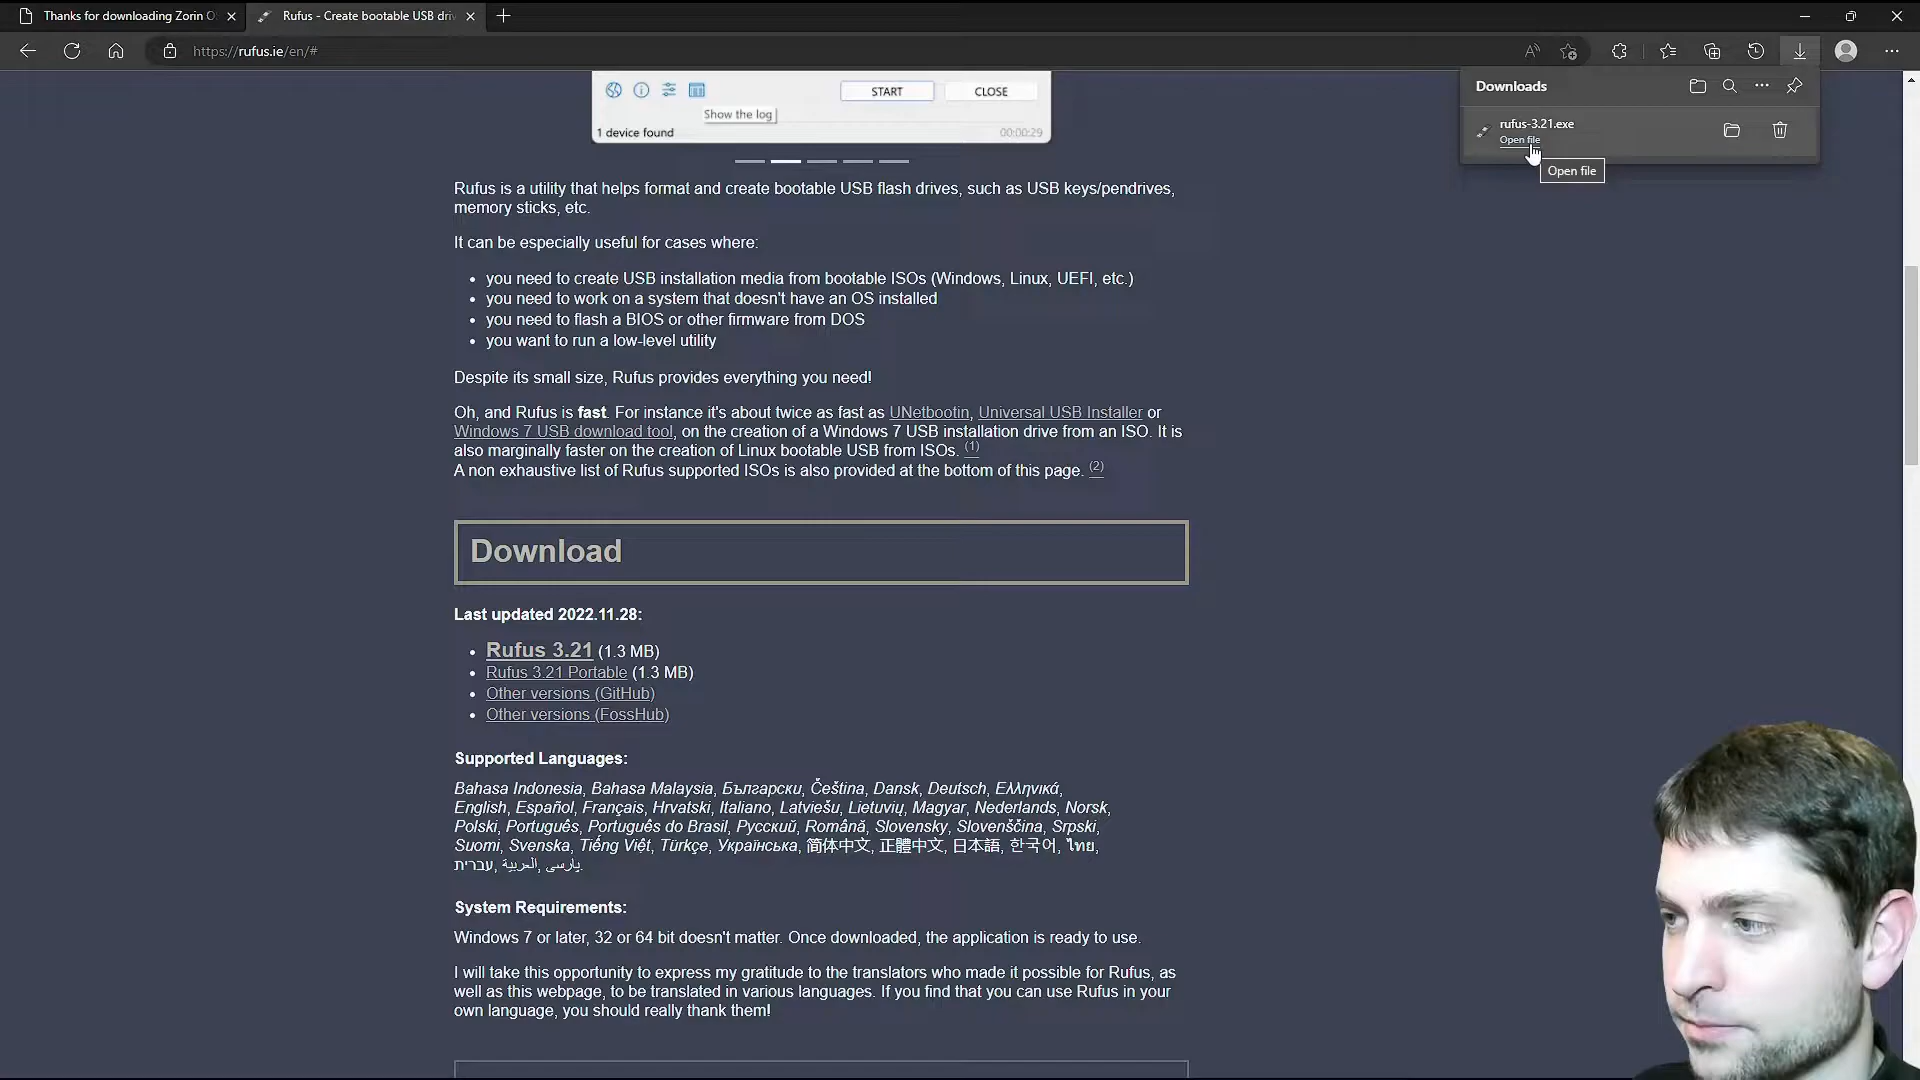 Thanks for downloading Zorin O
Rufus - Create bootable USB driv
https://rufus.ie/en/#
START
CLOSE
Show the log
1 device found
00:00:29
Downloads
rufus-3.21.exe
Open file
Open file
Rufus is a utility that helps format and create bootable USB flash drives, such as USB keys/pendrives,
memory sticks, etc.
It can be especially useful for cases where:
• you need to create USB installation media from bootable ISOs (Windows, Linux, UEFI, etc.)
• you need to work on a system that doesn't have an OS installed
• you need to flash a BIOS or other firmware from DOS
• you want to run a low-level utility
Despite its small size, Rufus provides everything you need!
Oh, and Rufus is fast. For instance it's about twice as fast as UNetbootin, Universal USB Installer or
Windows 7 USB download tool, on the creation of a Windows 7 USB installation drive from an ISO. It is
also marginally faster on the creation of Linux bootable USB from ISOs. (1)
A non exhaustive list of Rufus supported ISOs is also provided at the bottom of this page. (2)
Download
Last updated 2022.11.28:
• Rufus 3.21 (1.3 MB)
• Rufus 3.21 Portable (1.3 MB)
• Other versions (GitHub)
• Other versions (FossHub)
Supported Languages:
Bahasa Indonesia, Bahasa Malaysia, Български, Čeština, Dansk, Deutsch, Ελληνικά,
English, Español, Français, Hrvatski, Italiano, Latviešu, Lietuvių, Magyar, Nederlands, Norsk,
Polski, Português, Português do Brasil, Русский, Română, Slovensky, Slovenščina, Srpski,
Suomi, Svenska, Tiếng Việt, Türkçe, Українська, 简体中文, 正體中文, 日本語, 한국어, ไทย,
עברית, العربية, پارسی.
System Requirements:
Windows 7 or later, 32 or 64 bit doesn't matter. Once downloaded, the application is ready to use.
I will take this opportunity to express my gratitude to the translators who made it possible for Rufus, as
well as this webpage, to be translated in various languages. If you find that you can use Rufus in your
own language, you should really thank them!